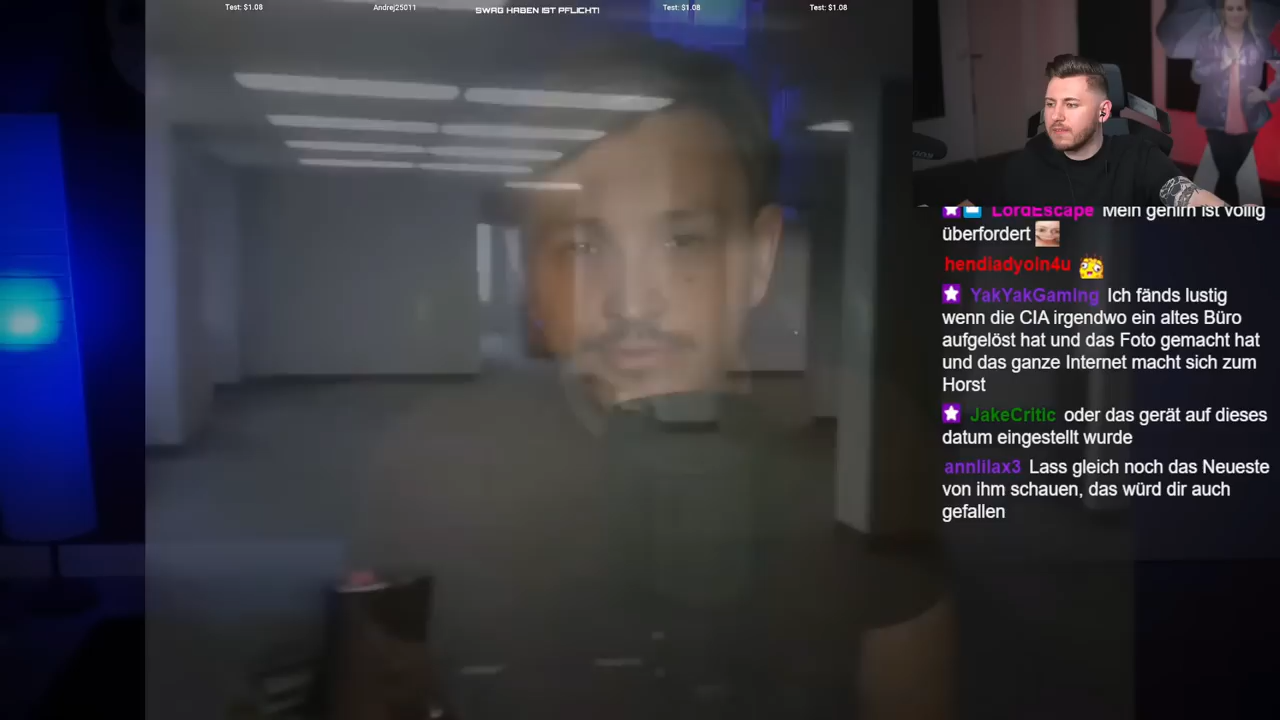 Test: $1.08
Andrej25011
SWAG HABEN IST PFLICHT!
Test: $1.08
Test: $1.08
LordEscape Mein gehirn ist völlig
überfordert
hendiadyoin4u
YakYakGaming Ich fänds lustig
wenn die CIA irgendwo ein altes Büro
aufgelöst hat und das Foto gemacht hat
und das ganze Internet macht sich zum
Horst
JakeCritic oder das gerät auf dieses
datum eingestellt wurde
annlilax3 Lass gleich noch das Neueste
von ihm schauen, das würd dir auch
gefallen